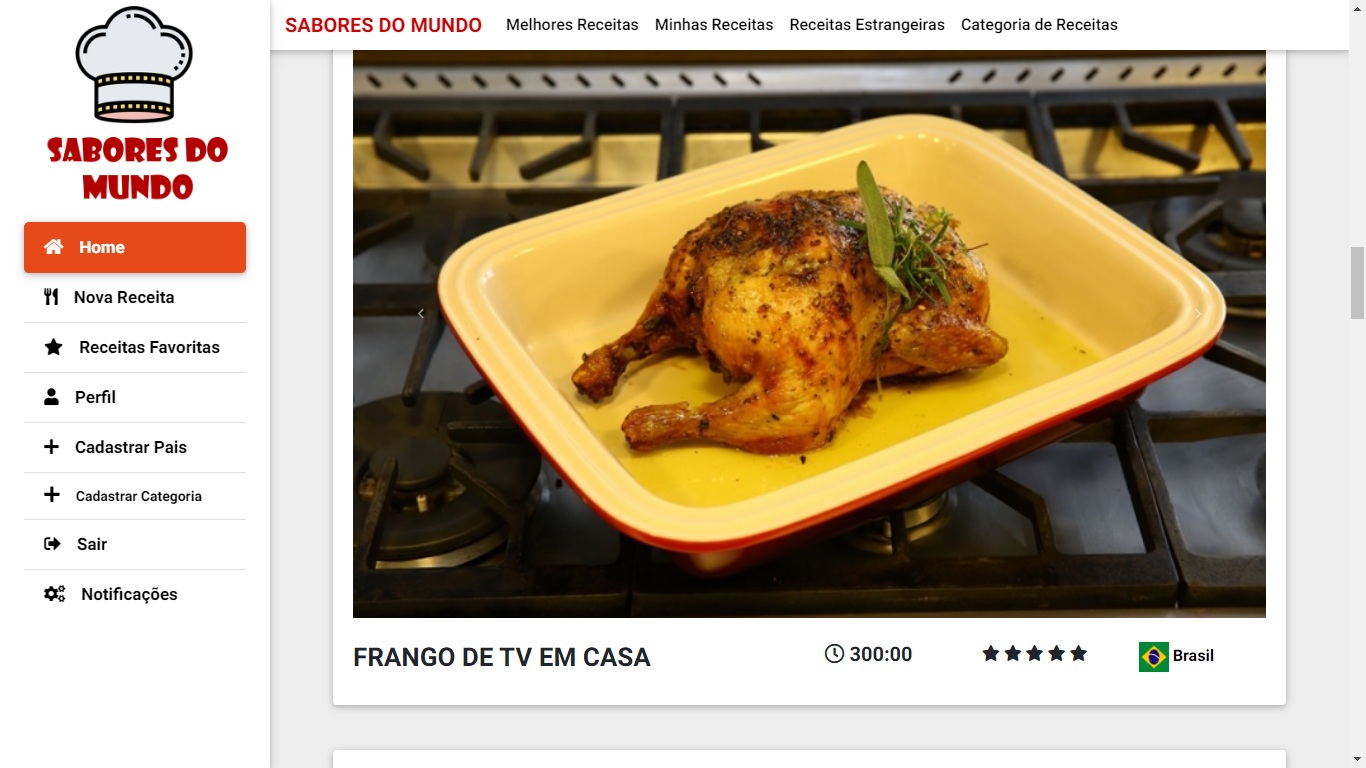 SABORES DO
MUNDO
Home
Nova Receita
Receitas Favoritas
Perfil
Cadastrar Pais
Cadastrar Categoria
Sair
Notificações
SABORES DO MUNDO Melhores Receitas Minhas Receitas Receitas Estrangeiras Categoria de Receitas
FRANGO DE TV EM CASA 300:00 Brasil